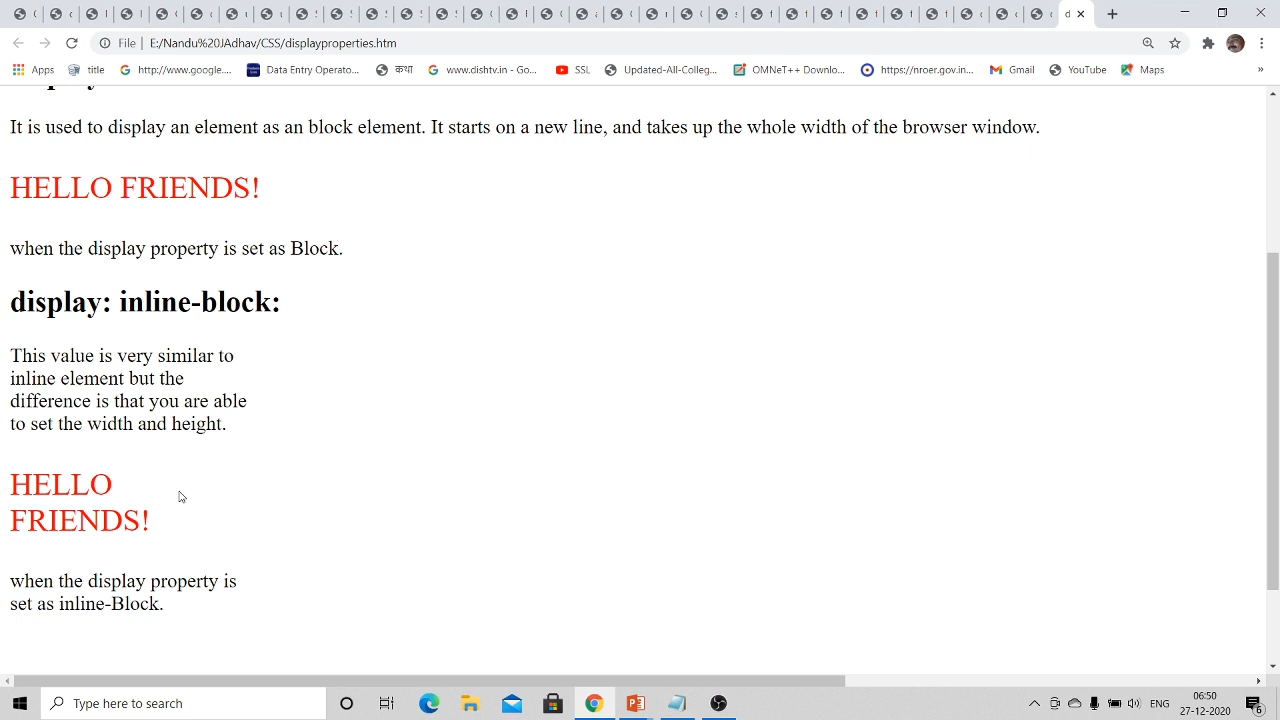 File
E:/Nandu%20JAdhav/CSS/displayproperties.htm
Apps
title
http://www.google....
Data Entry Operato...
कथा
www.dishtv.in - Go...
SSL
Updated-All-Colleg...
OMNeT++ Downlo...
https://nroer.gov.in...
Gmail
YouTube
Maps
»
It is used to display an element as an block element. It starts on a new line, and takes up the whole width of the browser window.
HELLO FRIENDS!
when the display property is set as Block.
display: inline-block:
This value is very similar to
inline element but the
difference is that you are able
to set the width and height.
HELLO
FRIENDS!
when the display property is
set as inline-Block.
Type here to search
ENG
06:50
27-12-2020
6